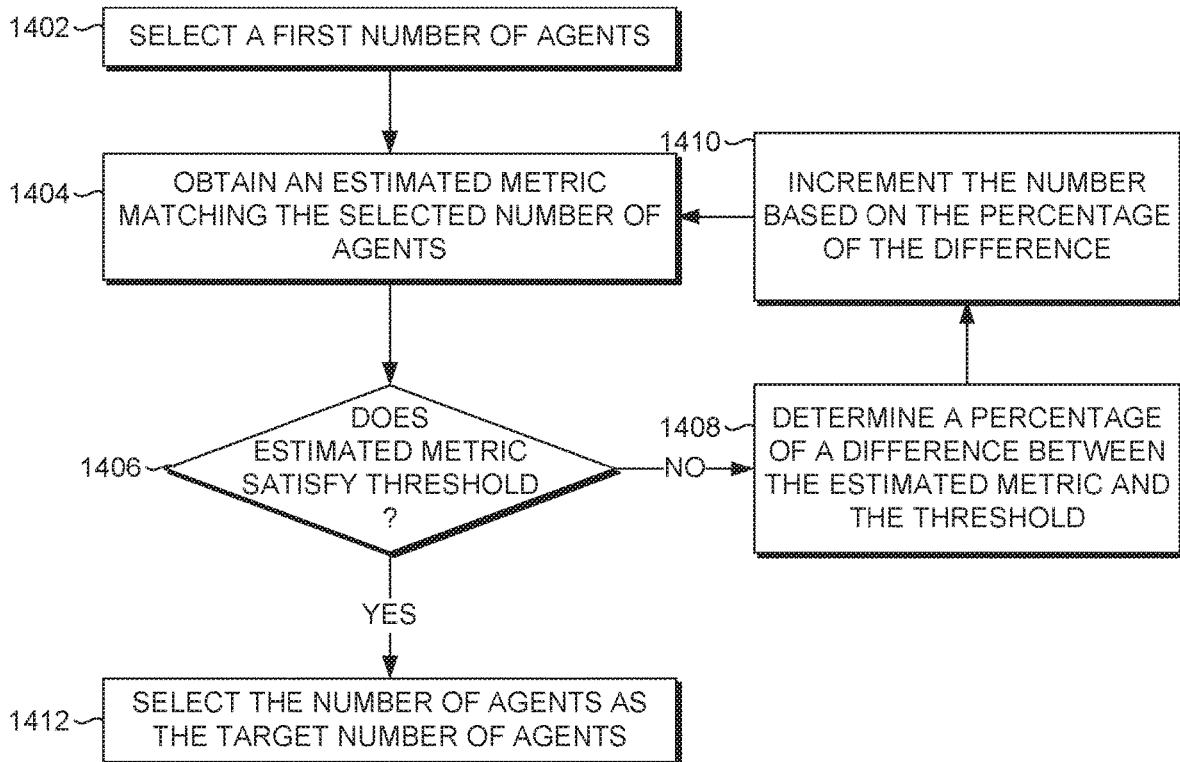 1402
SELECT A FIRST NUMBER OF AGENTS
1404
OBTAIN AN ESTIMATED METRIC
MATCHING THE SELECTED NUMBER OF
AGENTS
1406
DOES
ESTIMATED METRIC
SATISFY THRESHOLD
?
NO
1408
DETERMINE A PERCENTAGE
OF A DIFFERENCE BETWEEN
THE ESTIMATED METRIC AND
THE THRESHOLD
1410
INCREMENT THE NUMBER
BASED ON THE PERCENTAGE
OF THE DIFFERENCE
YES
1412
SELECT THE NUMBER OF AGENTS AS
THE TARGET NUMBER OF AGENTS